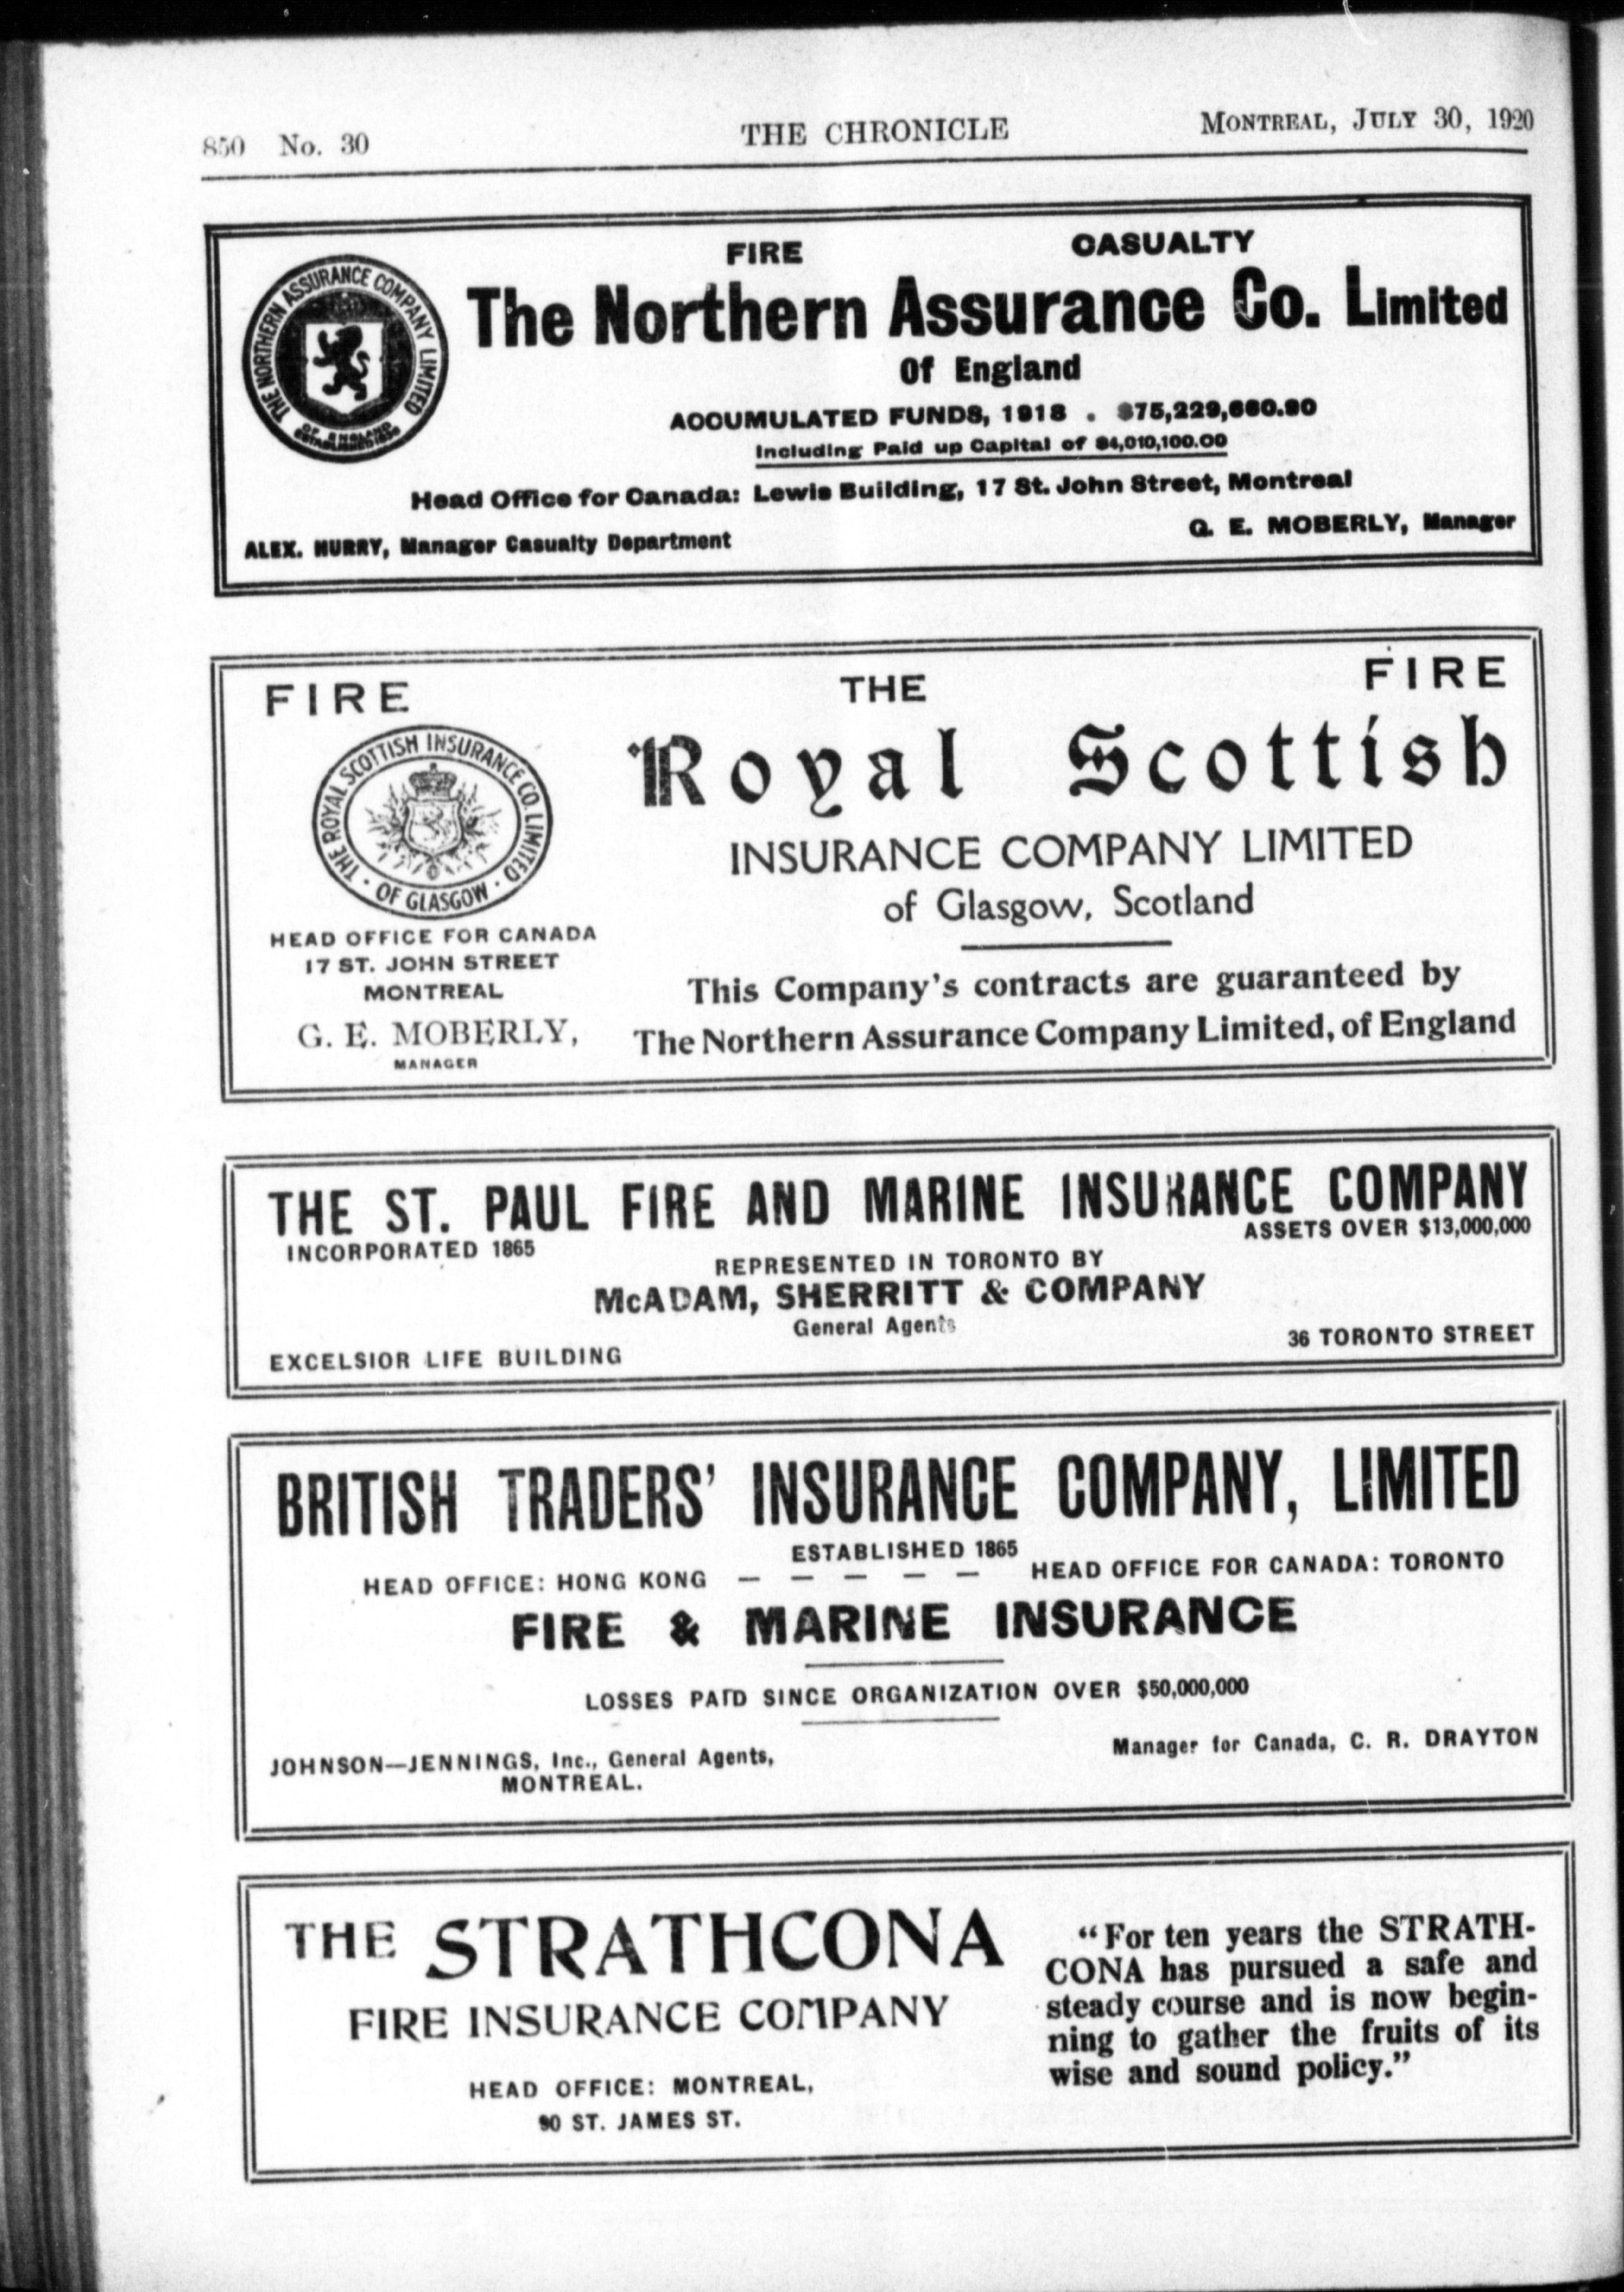 850 No. 30
THE CHRONICLE
MONTREAL, JULY 30, 1920
FIRE
CASUALTY
THE NORTHERN ASSURANCE COMPANY LIMITED
OF ENGLAND
The Northern Assurance Co. Limited
Of England
ACCUMULATED FUNDS, 1918 . $75,229,660.90
Including Paid up Capital of $4,010,100.00
Head Office for Canada: Lewis Building, 17 St. John Street, Montreal
G. E. MOBERLY, Manager
ALEX. HURRY, Manager Casualty Department
FIRE
THE
FIRE
THE ROYAL SCOTTISH INSURANCE CO. LIMITED
· OF GLASGOW ·
Royal Scottish
INSURANCE COMPANY LIMITED
of Glasgow, Scotland
HEAD OFFICE FOR CANADA
17 ST. JOHN STREET
MONTREAL
G. E. MOBERLY,
MANAGER
This Company's contracts are guaranteed by
The Northern Assurance Company Limited, of England
THE ST. PAUL FIRE AND MARINE INSURANCE COMPANY
INCORPORATED 1865
ASSETS OVER $13,000,000
REPRESENTED IN TORONTO BY
McADAM, SHERRITT & COMPANY
General Agents
EXCELSIOR LIFE BUILDING
36 TORONTO STREET
BRITISH TRADERS' INSURANCE COMPANY, LIMITED
ESTABLISHED 1865
HEAD OFFICE: HONG KONG — — — — — HEAD OFFICE FOR CANADA: TORONTO
FIRE & MARINE INSURANCE
LOSSES PAID SINCE ORGANIZATION OVER $50,000,000
JOHNSON—JENNINGS, Inc., General Agents,
MONTREAL.
Manager for Canada, C. R. DRAYTON
THE STRATHCONA
FIRE INSURANCE COMPANY
HEAD OFFICE: MONTREAL,
90 ST. JAMES ST.
"For ten years the STRATH-
CONA has pursued a safe and
steady course and is now begin-
ning to gather the fruits of its
wise and sound policy."